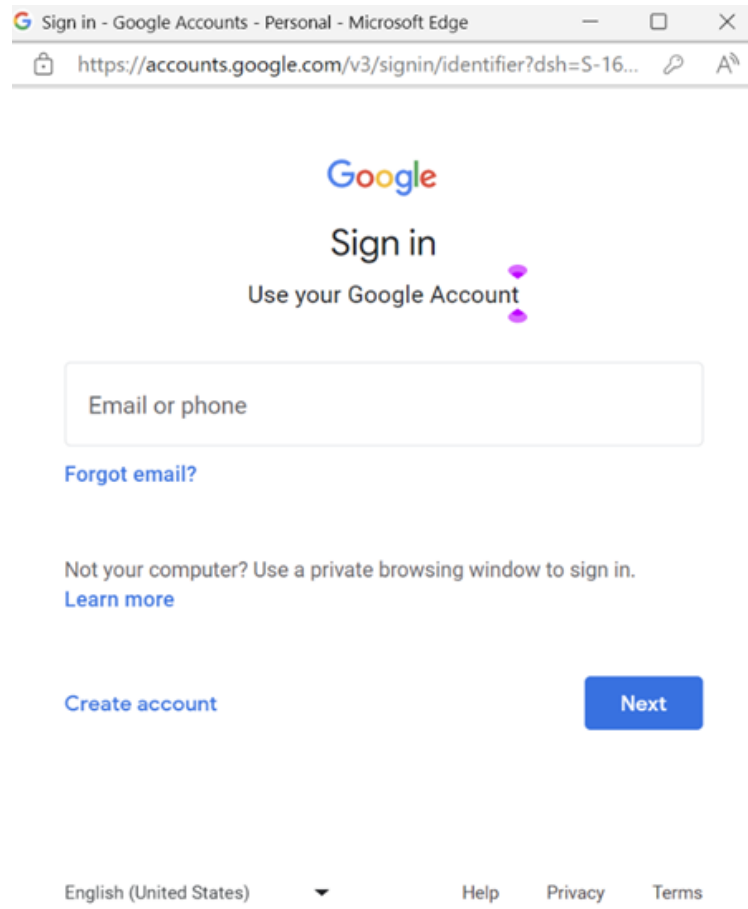 Sign in - Google Accounts - Personal - Microsoft Edge
https://accounts.google.com/v3/signin/identifier?dsh=S-16...
Google
Sign in
Use your Google Account
Email or phone
Forgot email?
Not your computer? Use a private browsing window to sign in.
Learn more
Create account
Next
English (United States)
Help Privacy Terms